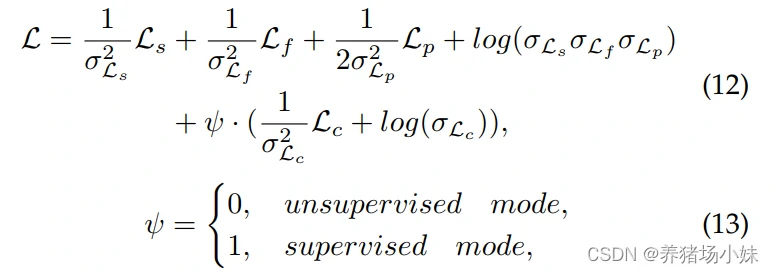 $\mathcal{L} = \frac{1}{\sigma_{\mathcal{L}_s}^2}\mathcal{L}_s + \frac{1}{\sigma_{\mathcal{L}_f}^2}\mathcal{L}_f + \frac{1}{2\sigma_{\mathcal{L}_p}^2}\mathcal{L}_p + log(\sigma_{\mathcal{L}_s}\sigma_{\mathcal{L}_f}\sigma_{\mathcal{L}_p})$
(12)
$+ \psi \cdot (\frac{1}{\sigma_{\mathcal{L}_c}^2}\mathcal{L}_c + log(\sigma_{\mathcal{L}_c})),$
$\psi = \begin{cases} 0, & unsupervised \quad mode, \\ 1, & supervised \quad mode, \end{cases}$ (13)
CSDN @养猪场小妹